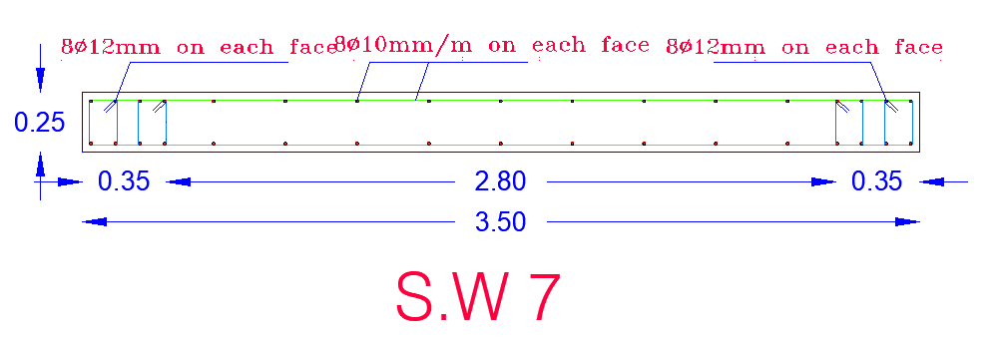 8ø12mm on each face 8ø10mm/m on each face 8ø12mm on each face
0.25
0.35 2.80 0.35
3.50
S.W 7